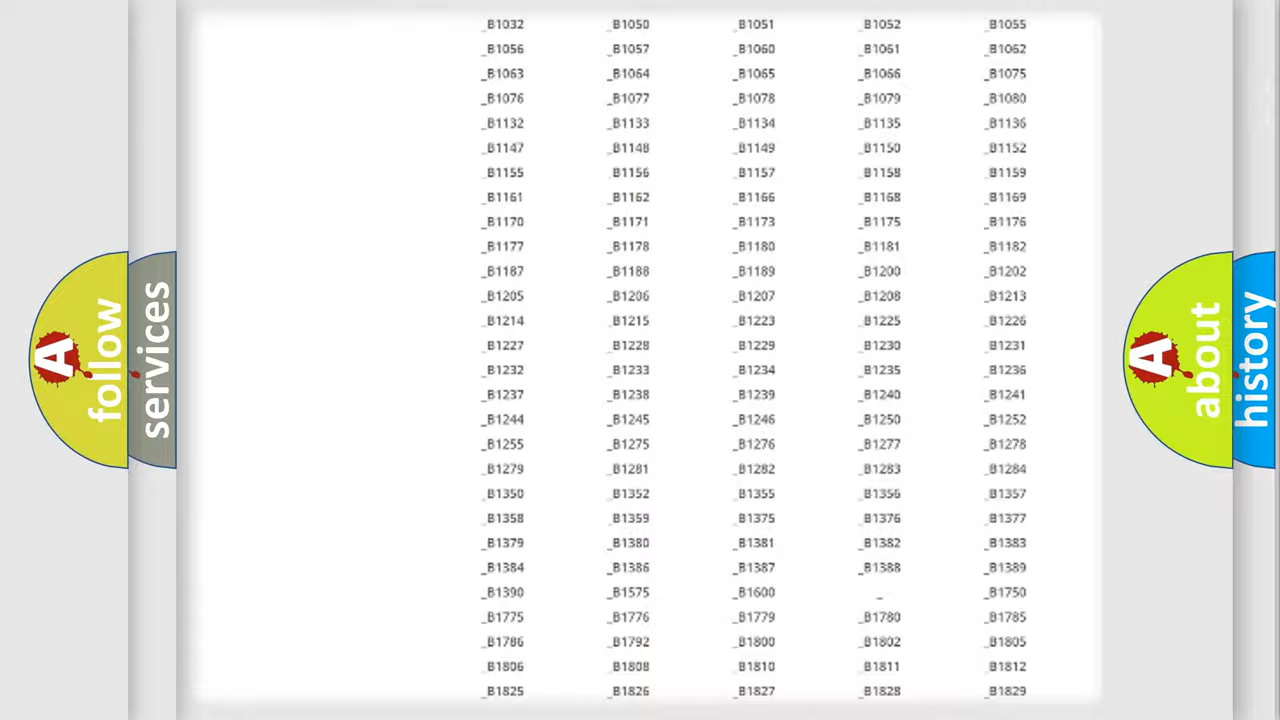 _B1032 _B1050 _B1051 _B1052 _B1055
_B1056 _B1057 _B1060 _B1061 _B1062
_B1063 _B1064 _B1065 _B1066 _B1075
_B1076 _B1077 _B1078 _B1079 _B1080
_B1132 _B1133 _B1134 _B1135 _B1136
_B1147 _B1148 _B1149 _B1150 _B1152
_B1155 _B1156 _B1157 _B1158 _B1159
_B1161 _B1162 _B1166 _B1168 _B1169
_B1170 _B1171 _B1173 _B1175 _B1176
_B1177 _B1178 _B1180 _B1181 _B1182
_B1187 _B1188 _B1189 _B1200 _B1202
_B1205 _B1206 _B1207 _B1208 _B1213
_B1214 _B1215 _B1223 _B1225 _B1226
_B1227 _B1228 _B1229 _B1230 _B1231
_B1232 _B1233 _B1234 _B1235 _B1236
_B1237 _B1238 _B1239 _B1240 _B1241
_B1244 _B1245 _B1246 _B1250 _B1252
_B1255 _B1275 _B1276 _B1277 _B1278
_B1279 _B1281 _B1282 _B1283 _B1284
_B1350 _B1352 _B1355 _B1356 _B1357
_B1358 _B1359 _B1375 _B1376 _B1377
_B1379 _B1380 _B1381 _B1382 _B1383
_B1384 _B1386 _B1387 _B1388 _B1389
_B1390 _B1575 _B1600 _ _B1750
_B1775 _B1776 _B1779 _B1780 _B1785
_B1786 _B1792 _B1800 _B1802 _B1805
_B1806 _B1808 _B1810 _B1811 _B1812
_B1825 _B1826 _B1827 _B1828 _B1829
A
follow
services
A
about
history